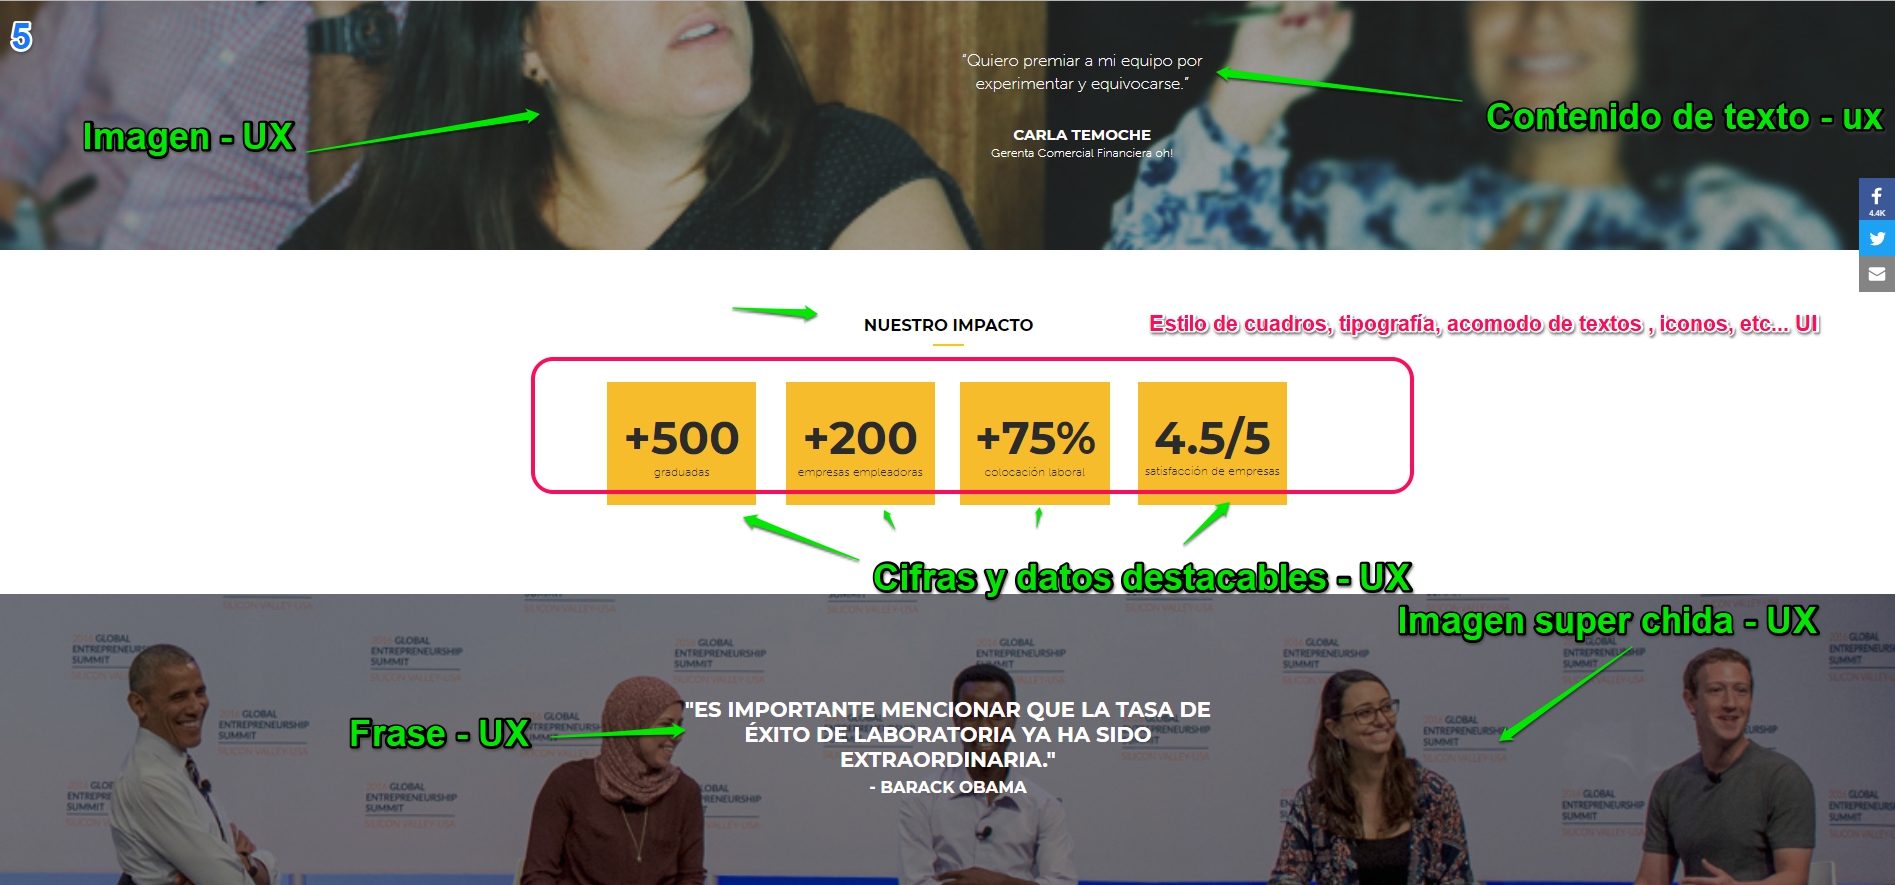 5
"Quiero premiar a mi equipo por
experimentar y equivocarse."
Imagen - UX
Contenido de texto - ux
CARLA TEMOCHE
Gerenta Comercial Financiera oh!
4.4K
NUESTRO IMPACTO
Estilo de cuadros, tipografía, acomodo de textos , iconos, etc... UI
+500
graduadas
+200
empresas empleadoras
+75%
colocación laboral
4.5/5
satisfacción de empresas
Cifras y datos destacables - UX
Imagen super chida - UX
2016 GLOBAL
ENTREPRENEURSHIP
SUMMIT
SILICON VALLEY-USA
Frase - UX
"ES IMPORTANTE MENCIONAR QUE LA TASA DE
ÉXITO DE LABORATORIA YA HA SIDO
EXTRAORDINARIA."
- BARACK OBAMA